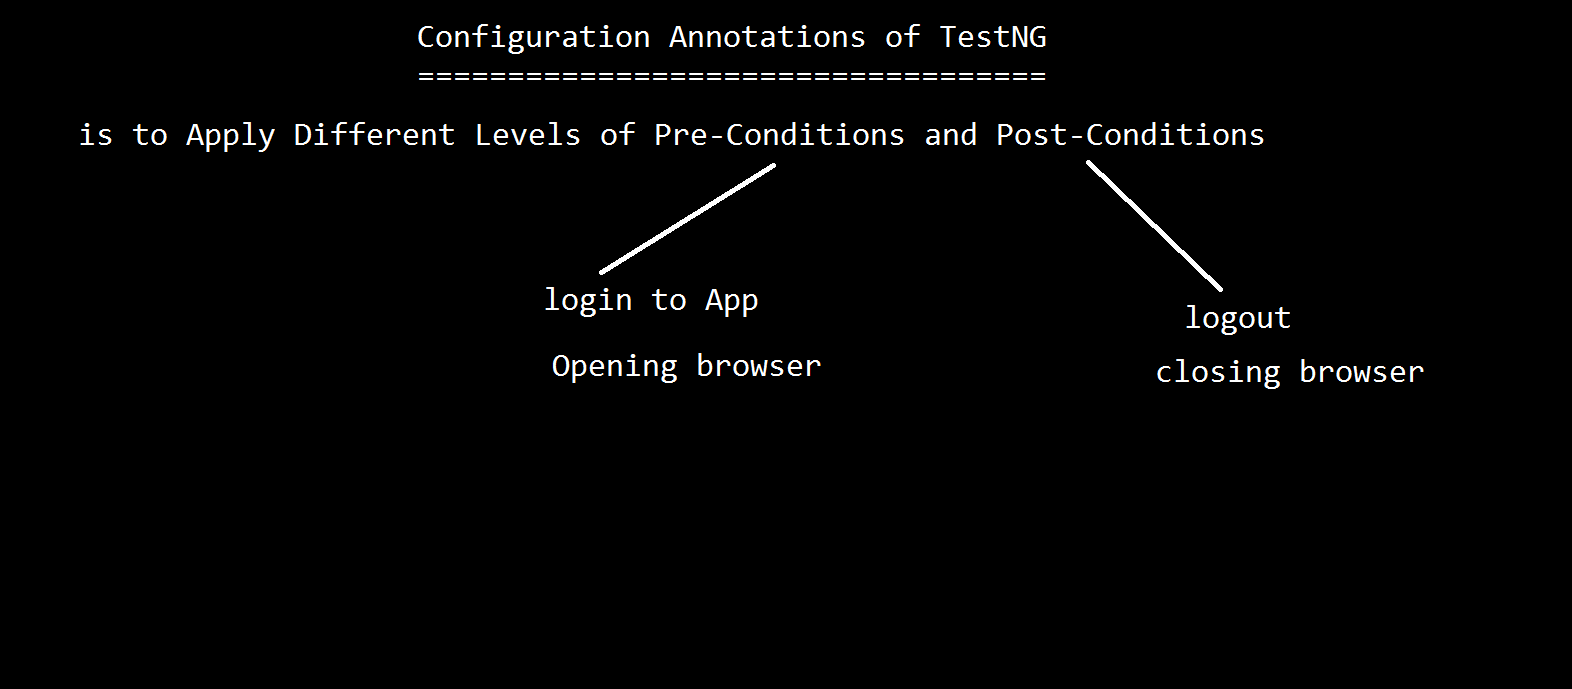 Configuration Annotations of TestNG
===================================
is to Apply Different Levels of Pre-Conditions and Post-Conditions
login to App
Opening browser
logout
closing browser